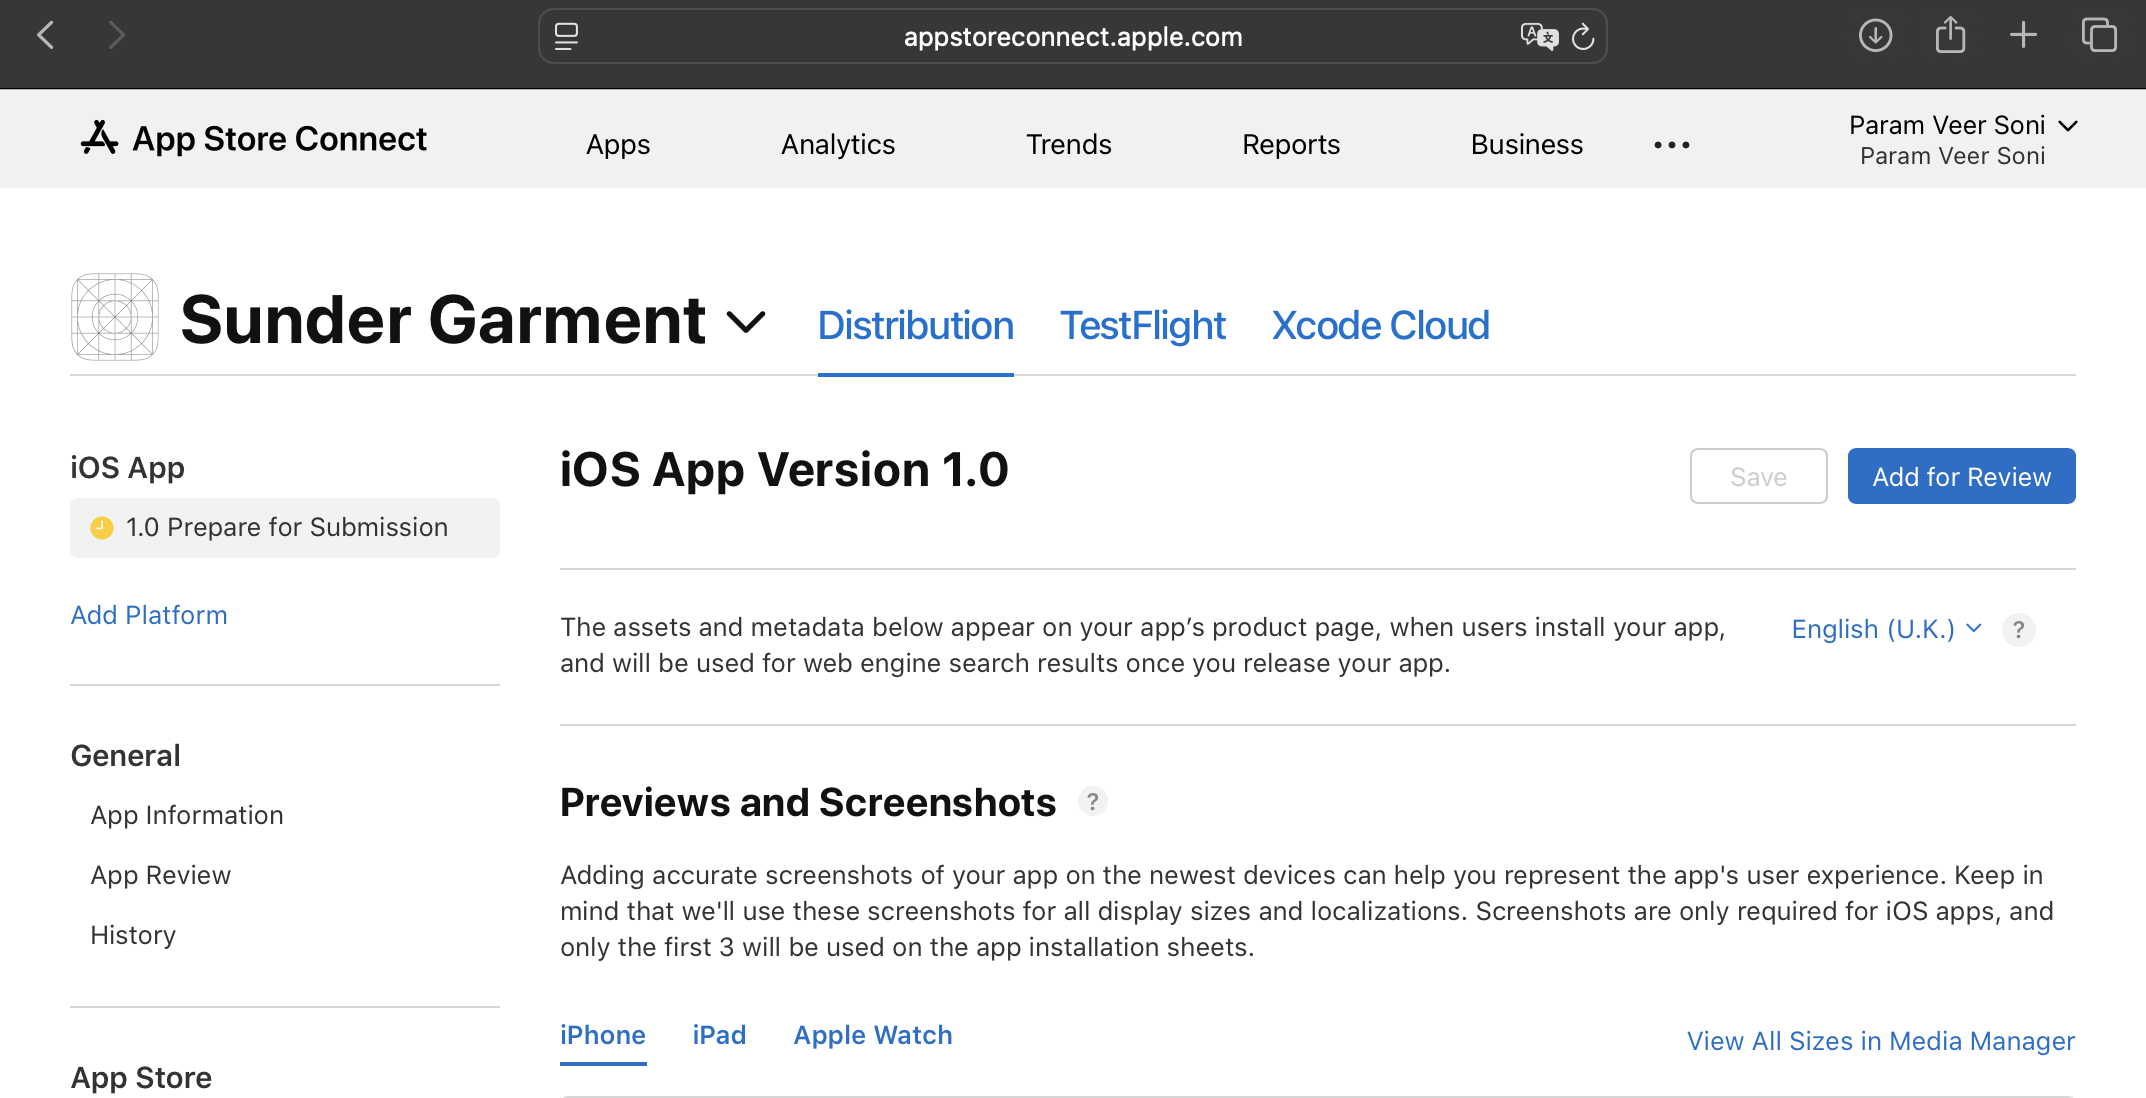 appstoreconnect.apple.com
App Store Connect
Apps
Analytics
Trends
Reports
Business
Param Veer Soni
Param Veer Soni
Sunder Garment
Distribution
TestFlight
Xcode Cloud
iOS App
1.0 Prepare for Submission
Add Platform
General
App Information
App Review
History
App Store
iOS App Version 1.0
Save
Add for Review
The assets and metadata below appear on your app’s product page, when users install your app,
and will be used for web engine search results once you release your app.
English (U.K.)
?
Previews and Screenshots
?
Adding accurate screenshots of your app on the newest devices can help you represent the app's user experience. Keep in
mind that we'll use these screenshots for all display sizes and localizations. Screenshots are only required for iOS apps, and
only the first 3 will be used on the app installation sheets.
iPhone
iPad
Apple Watch
View All Sizes in Media Manager